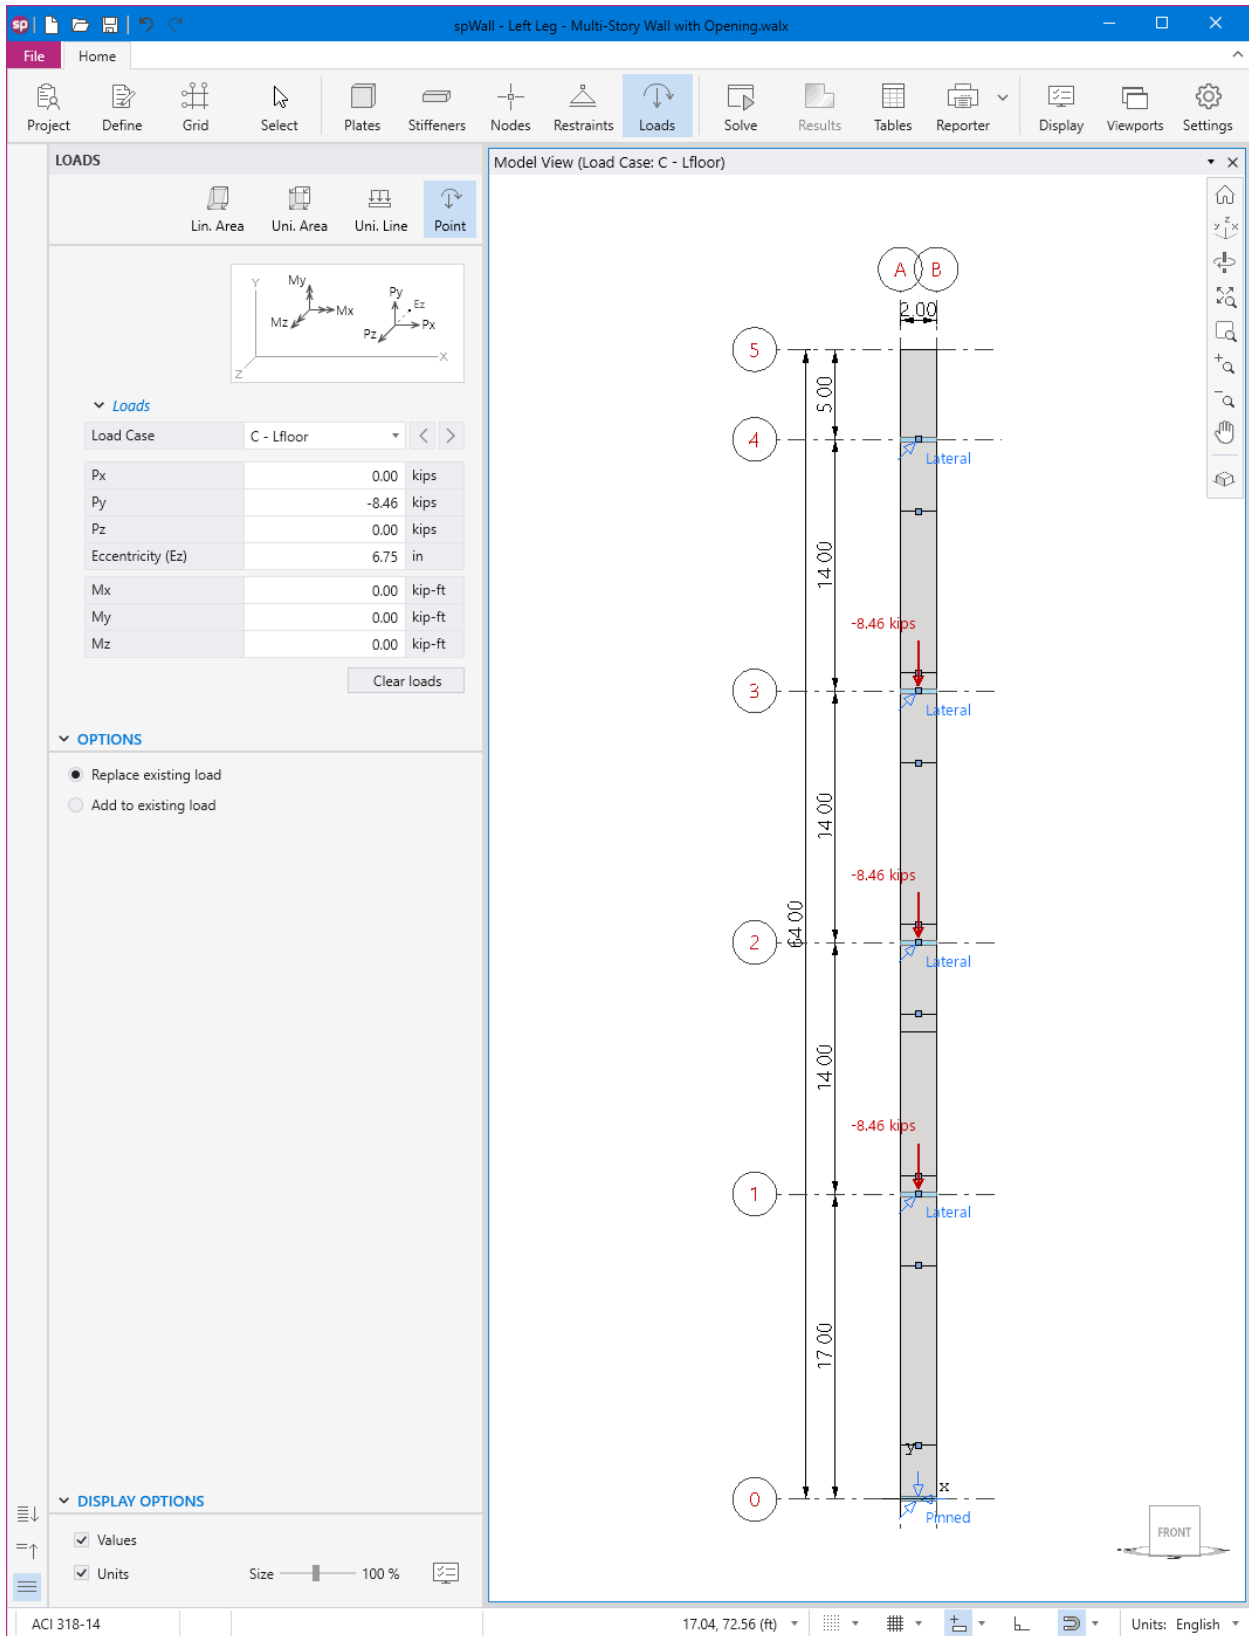 sp
spWall - Left Leg - Multi-Story Wall with Opening.walx
File Home
Project Define Grid Select Plates Stiffeners Nodes Restraints Loads Solve Results Tables Reporter Display Viewports Settings
LOADS
Lin. Area Uni. Area Uni. Line Point
Y My Mx Mz Py Ez Px Pz X Z
Loads
Load Case C - Lfloor
Px 0.00 kips
Py -8.46 kips
Pz 0.00 kips
Eccentricity (Ez) 6.75 in
Mx 0.00 kip-ft
My 0.00 kip-ft
Mz 0.00 kip-ft
Clear loads
OPTIONS
Replace existing load
Add to existing load
DISPLAY OPTIONS
Values
Units Size 100 %
Model View (Load Case: C - Lfloor)
y z x
A B
2.00
5
5.00
4
Lateral
14.00
-8.46 kips
3
Lateral
14.00
-8.46 kips
64.00
2
Lateral
14.00
-8.46 kips
1
Lateral
17.00
y
x
0
Pinned
FRONT
ACI 318-14 17.04, 72.56 (ft) Units: English